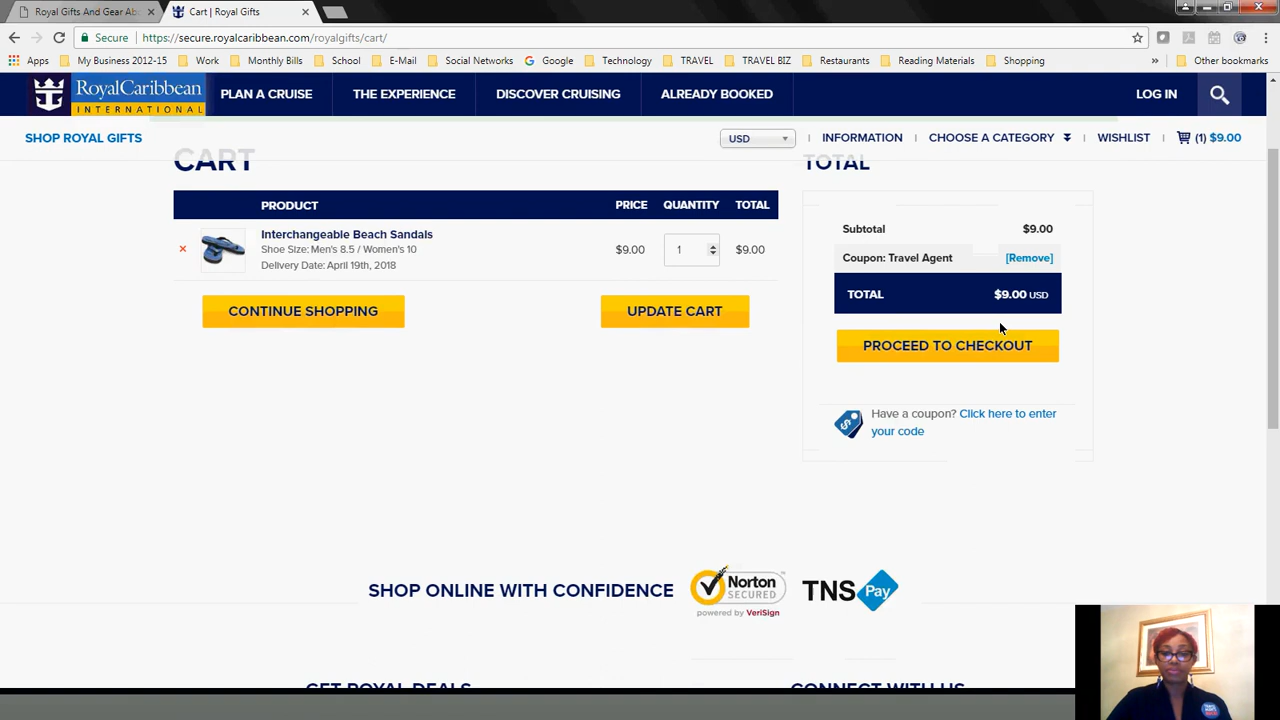 Royal Gifts And Gear Ab
Cart | Royal Gifts
Secure
https://secure.royalcaribbean.com/royalgifts/cart/
Apps
My Business 2012-15
Work
Monthly Bills
School
E-Mail
Social Networks
Google
Technology
TRAVEL
TRAVEL BIZ
Restaurants
Reading Materials
Shopping
Other bookmarks
RoyalCaribbean
INTERNATIONAL
PLAN A CRUISE
THE EXPERIENCE
DISCOVER CRUISING
ALREADY BOOKED
LOG IN
SHOP ROYAL GIFTS
USD
INFORMATION
CHOOSE A CATEGORY
WISHLIST
(1) $9.00
CART
PRODUCT PRICE QUANTITY TOTAL
Interchangeable Beach Sandals
Shoe Size: Men's 8.5 / Women's 10
Delivery Date: April 19th, 2018
$9.00 1 $9.00
CONTINUE SHOPPING
UPDATE CART
TOTAL
Subtotal $9.00
Coupon: Travel Agent [Remove]
TOTAL $9.00 USD
PROCEED TO CHECKOUT
Have a coupon? Click here to enter
your code
SHOP ONLINE WITH CONFIDENCE
Norton
SECURED
powered by VeriSign
TNS Pay
GET ROYAL DEALS
CONNECT WITH US